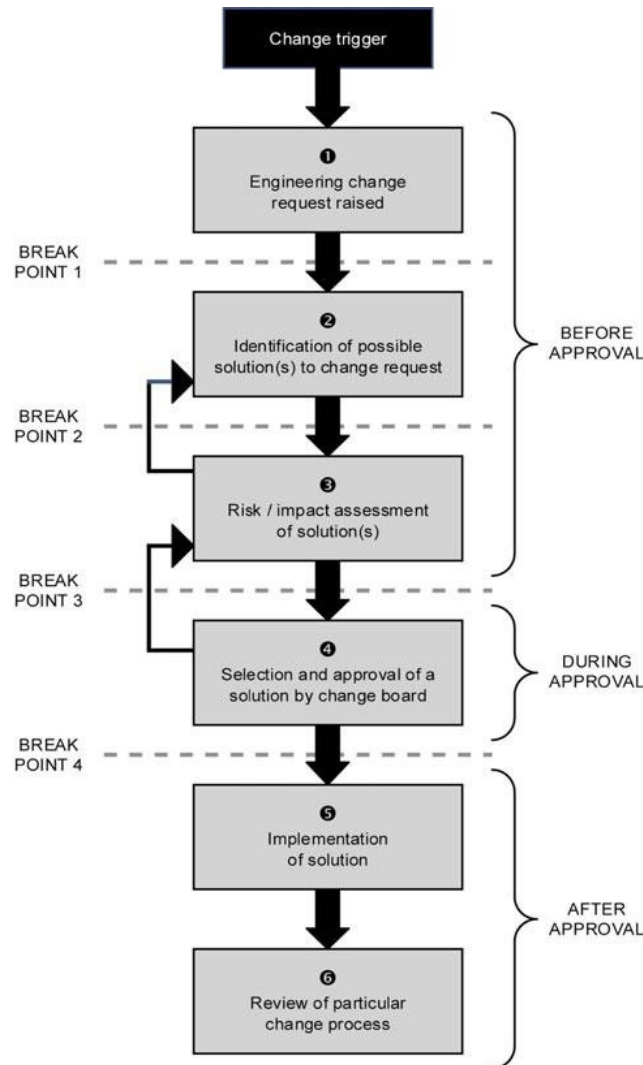 Change trigger
❶
Engineering change
request raised
BREAK
POINT 1
❷
Identification of possible
solution(s) to change request
BEFORE
APPROVAL
BREAK
POINT 2
❸
Risk / impact assessment
of solution(s)
BREAK
POINT 3
❹
Selection and approval of a
solution by change board
DURING
APPROVAL
BREAK
POINT 4
❺
Implementation
of solution
AFTER
APPROVAL
❻
Review of particular
change process